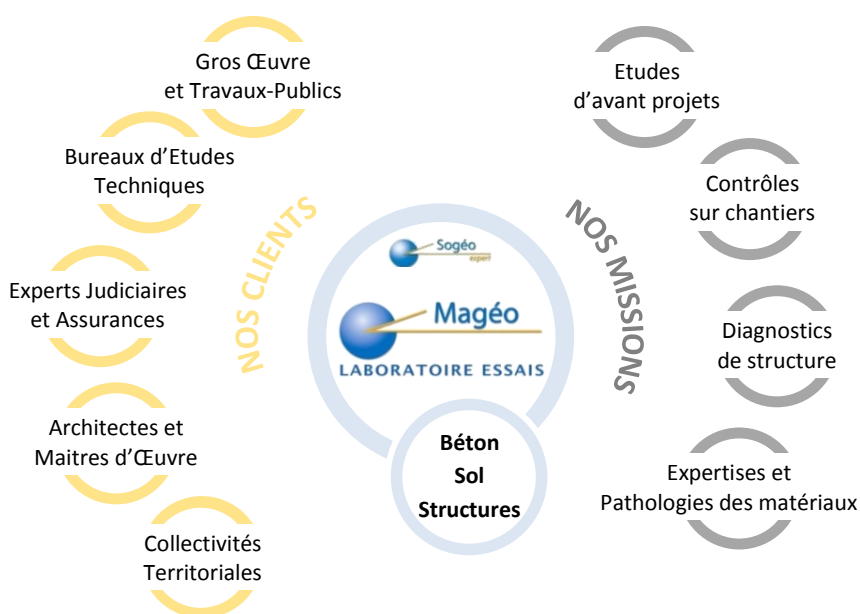 Gros Œuvre
et Travaux-Publics
Bureaux d'Etudes
Techniques
Experts Judiciaires
et Assurances
Architectes et
Maitres d'Œuvre
Collectivités
Territoriales
NOS CLIENTS
Sogéo
expert
Magéo
LABORATOIRE ESSAIS
Béton
Sol
Structures
NOS MISSIONS
Etudes
d'avant projets
Contrôles
sur chantiers
Diagnostics
de structure
Expertises et
Pathologies des matériaux